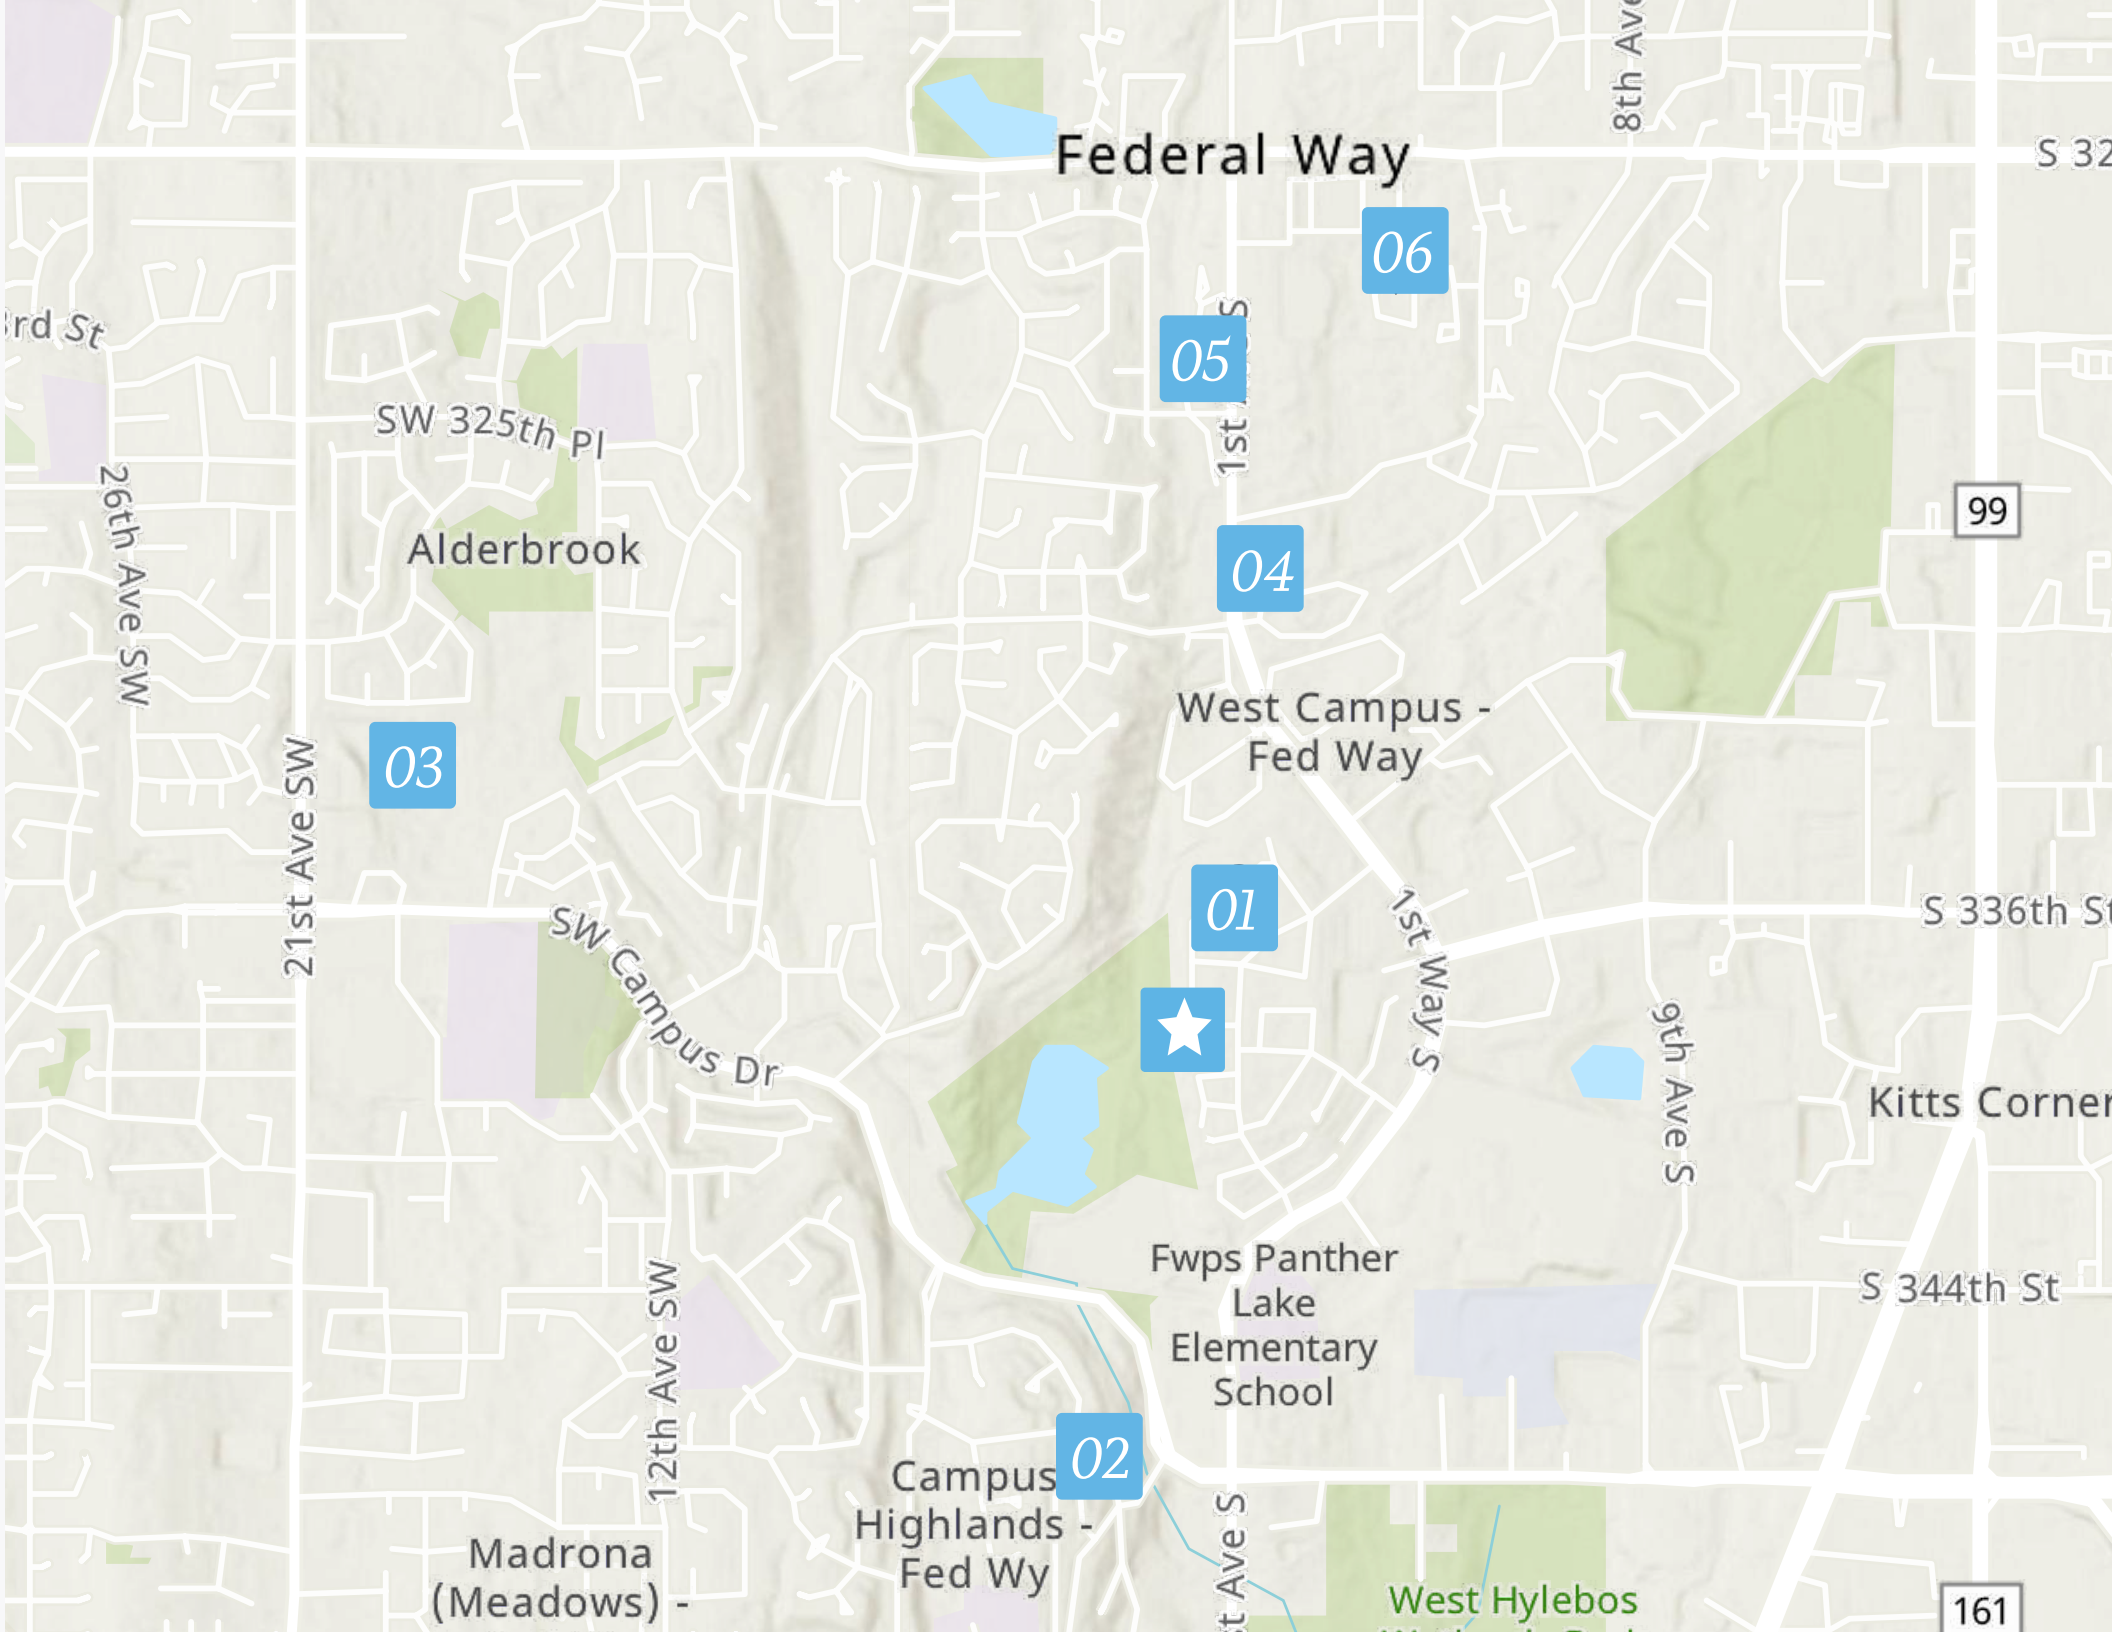 8th Ave
Federal Way
S 32
06
1st
S
3rd St
05
SW 325th Pl
26th Ave SW
99
Alderbrook
04
West Campus -
Fed Way
03
21st Ave SW
01
1st Way S
S 336th St
SW Campus Dr
9th Ave S
Kitts Corner
Fwps Panther
Lake
Elementary
School
S 344th St
12th Ave SW
02
Campus
Highlands -
Fed Wy
st Ave S
Madrona
(Meadows) -
West Hylebos
161